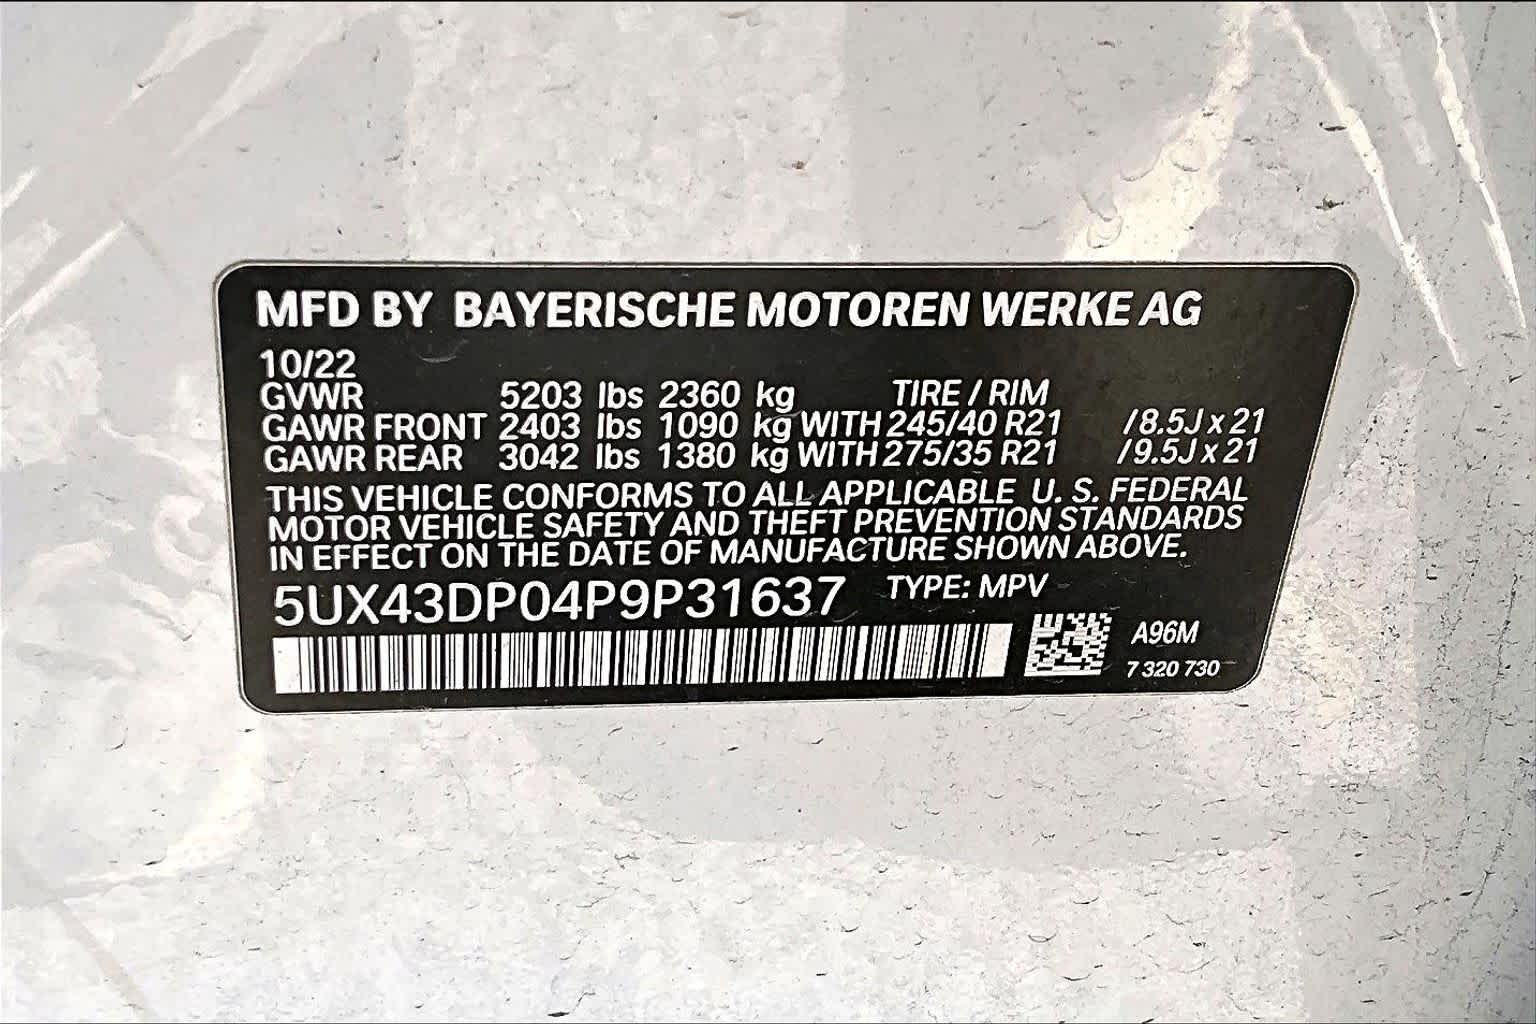 MFD BY BAYERISCHE MOTOREN WERKE AG
10/22
GVWR 5203 lbs 2360 kg TIRE / RIM
GAWR FRONT 2403 lbs 1090 kg WITH 245/40 R21 /8.5J x 21
GAWR REAR 3042 lbs 1380 kg WITH 275/35 R21 /9.5J x 21
THIS VEHICLE CONFORMS TO ALL APPLICABLE U. S. FEDERAL
MOTOR VEHICLE SAFETY AND THEFT PREVENTION STANDARDS
IN EFFECT ON THE DATE OF MANUFACTURE SHOWN ABOVE.
5UX43DP04P9P31637 TYPE: MPV
A96M
7 320 730